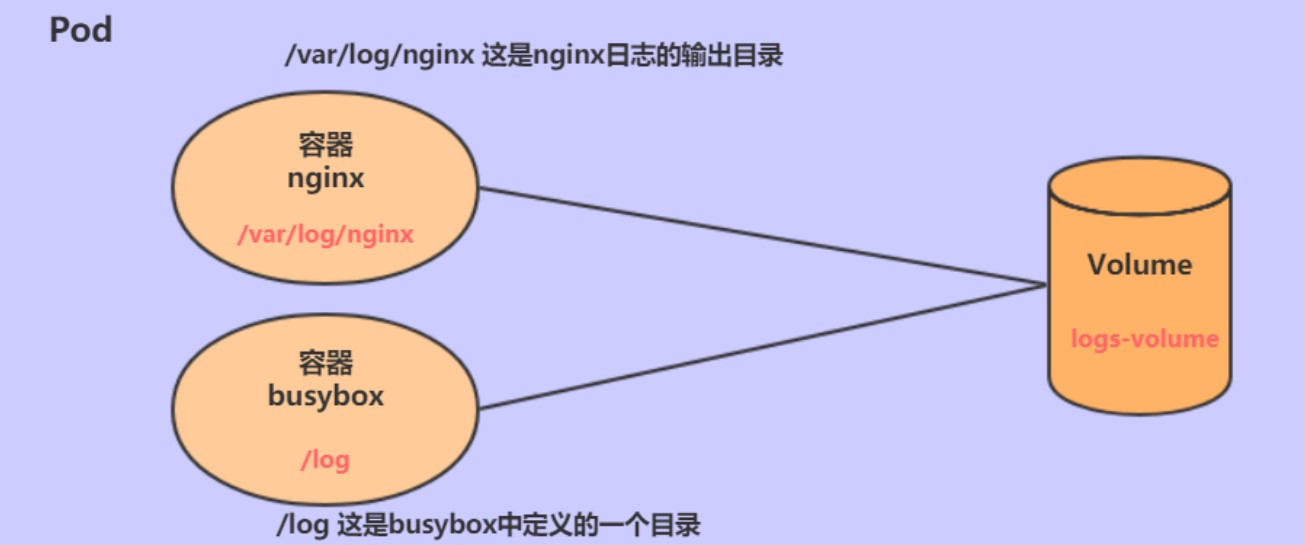 Pod
/var/log/nginx 这是nginx日志的输出目录
容器
nginx
/var/log/nginx
Volume
logs-volume
容器
busybox
/log
/log 这是busybox中定义的一个目录